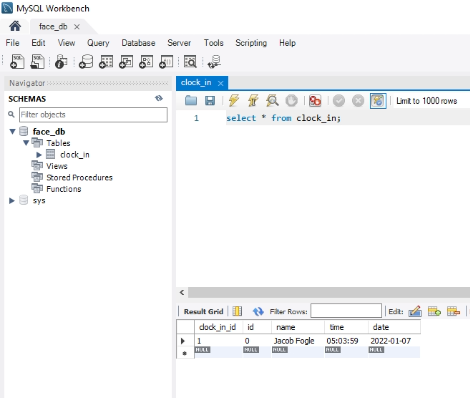 MySQL Workbench
face_db ×
File Edit View Query Database Server Tools Scripting Help
Navigator
clock_in ×
SCHEMAS
Filter objects
Limit to 1000 rows
face_db
Tables
clock_in
Views
Stored Procedures
Functions
sys
1 select * from clock_in;
Result Grid Filter Rows: Edit:
clock_in_id id name time date
1 0 Jacob Fogle 05:03:59 2022-01-07
NULL NULL NULL NULL NULL